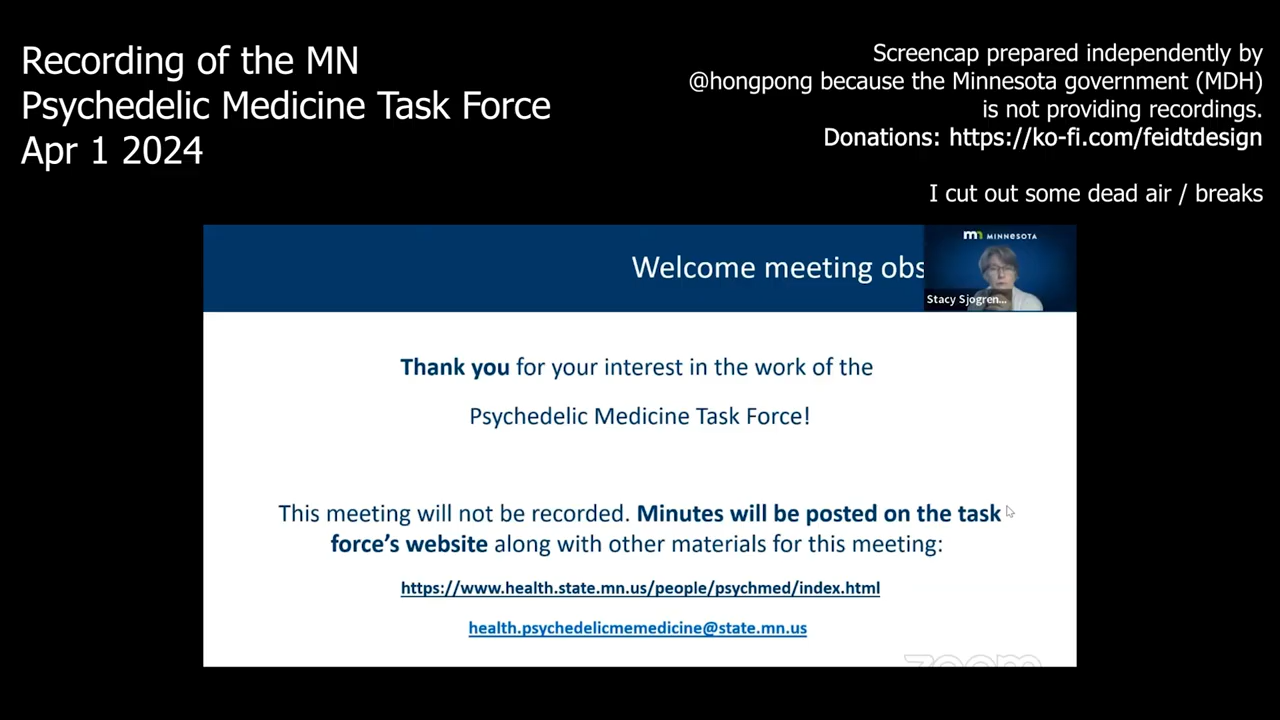 Recording of the MN
Psychedelic Medicine Task Force
Apr 1 2024
Screencap prepared independently by
@hongpong because the Minnesota government (MDH)
is not providing recordings.
Donations: https://ko-fi.com/feidtdesign
I cut out some dead air / breaks
Welcome meeting obs
mn MINNESOTA
Stacy Sjogren...
Thank you for your interest in the work of the
Psychedelic Medicine Task Force!
This meeting will not be recorded. Minutes will be posted on the task
force's website along with other materials for this meeting:
https://www.health.state.mn.us/people/psychmed/index.html
health.psychedelicmemedicine@state.mn.us
zoom